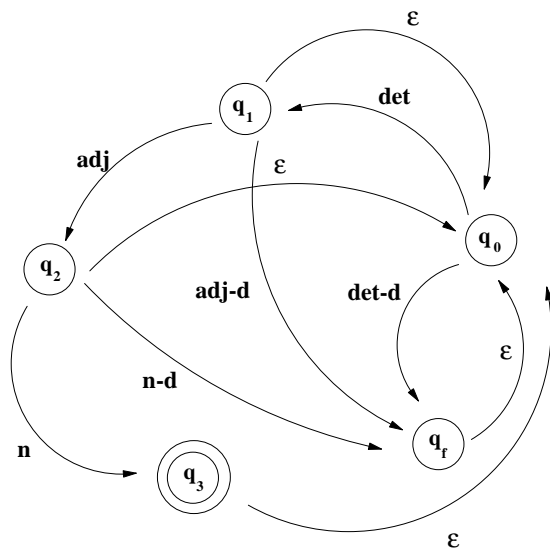 ε
det
q1
adj
ε
q0
q2
adj-d
det-d
ε
n-d
qf
n
q3
ε